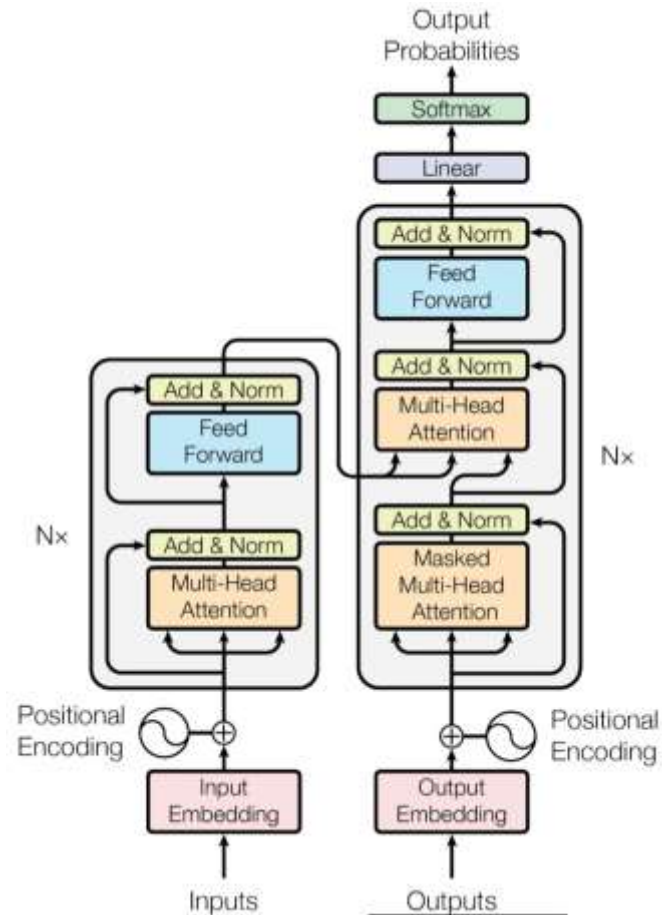 Output
Probabilities
Softmax
Linear
Add & Norm
Feed
Forward
Add & Norm
Multi-Head
Attention
Add & Norm
Masked
Multi-Head
Attention
Nx
Add & Norm
Feed
Forward
Add & Norm
Multi-Head
Attention
Nx
Positional
Encoding
Positional
Encoding
Input
Embedding
Output
Embedding
Inputs
Outputs